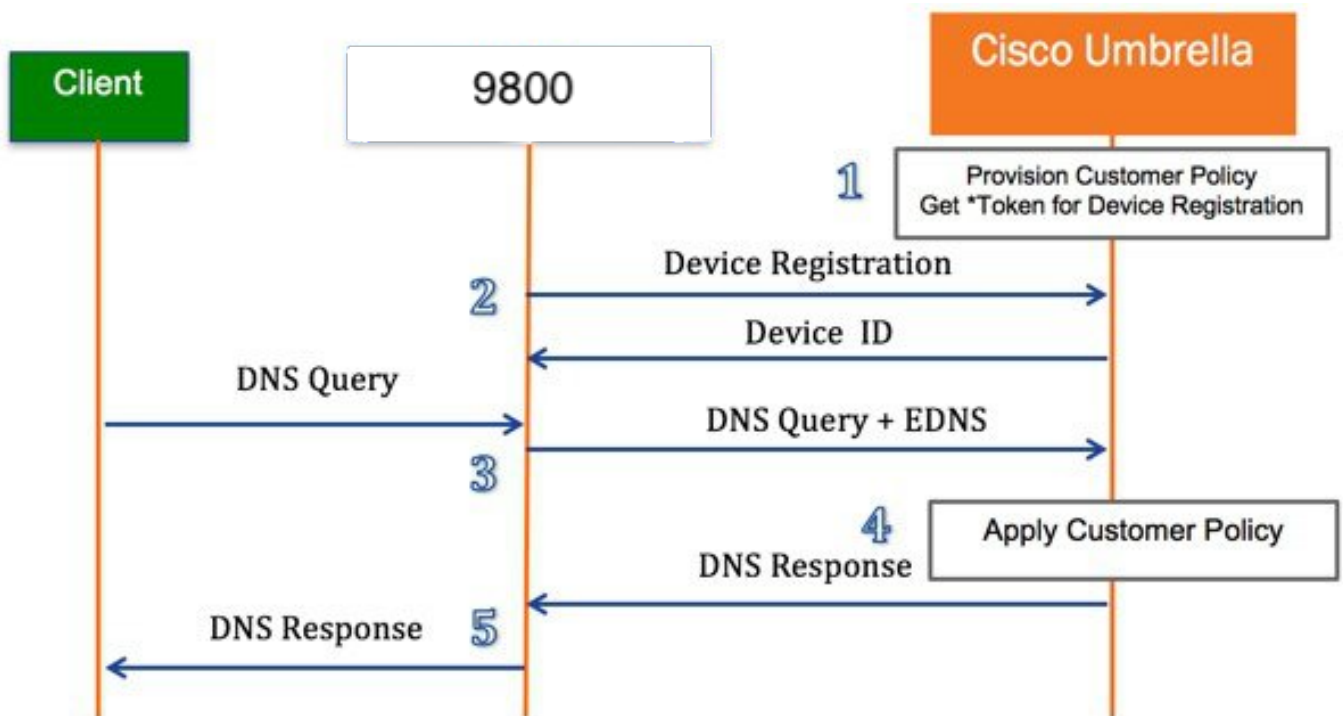 Client
9800
Cisco Umbrella
1
Provision Customer Policy
Get *Token for Device Registration
Device Registration
2
Device ID
DNS Query
DNS Query + EDNS
3
4
Apply Customer Policy
DNS Response
DNS Response
5